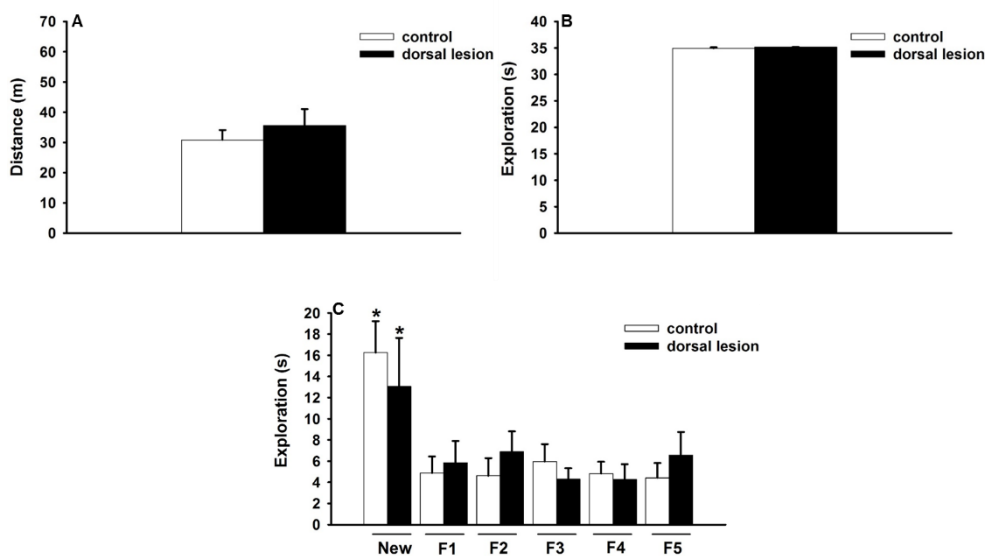 A
Distance (m)
70
60
50
40
30
20
10
0
control
dorsal lesion
B
Exploration (s)
40
35
30
25
20
15
10
5
0
control
dorsal lesion
C
Exploration (s)
20
18
16
14
12
10
8
6
4
2
0
* *
control
dorsal lesion
New F1 F2 F3 F4 F5